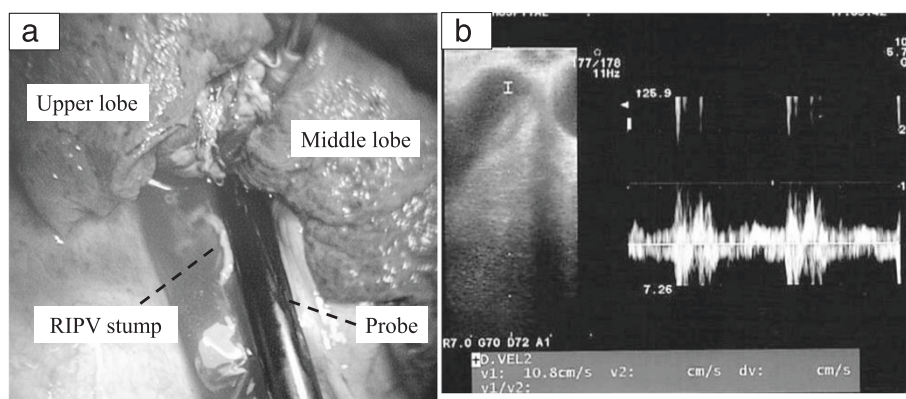 a
Upper lobe
Middle lobe
RIPV stump
Probe
b
77/178
11Hz
↑25.9
7.26
R7.0 G70 D72 A1
+D.VEL2
v1: 10.8cm/s v2: cm/s dv: cm/s
v1/v2: